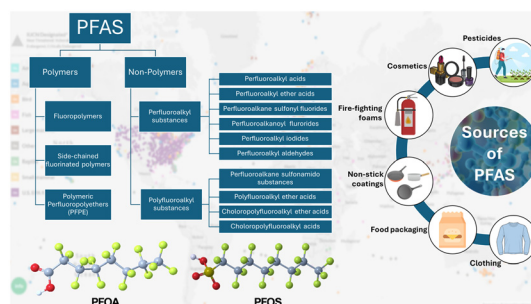 PFAS
Polymers
Non-Polymers
Fluoropolymers
Side-chained
fluorinated polymers
Polymeric
Perfluoropolyethers
(PFPE)
Perfluoroalkyl
substances
Perfluoroalkyl acids
Perfluoroalkyl ether acids
Perfluoroalkane sulfonyl fluorides
Perfluoroalkanoyl flurorides
Perfluoroalkyl iodides
Perfluoroalkyl aldehydes
Polyfluoroalkyl
substances
Perfluoroalkane sulfonamido
substances
Polyfluoroalkyl ether acids
Choloropolyfluoroalkyl ether acids
Choloropolyfluoroalkyl acids
PFOA
PFOS
Pesticides
Cosmetics
Fire-fighting
foams
Non-stick
coatings
Food packaging
Clothing
Sources
of
PFAS